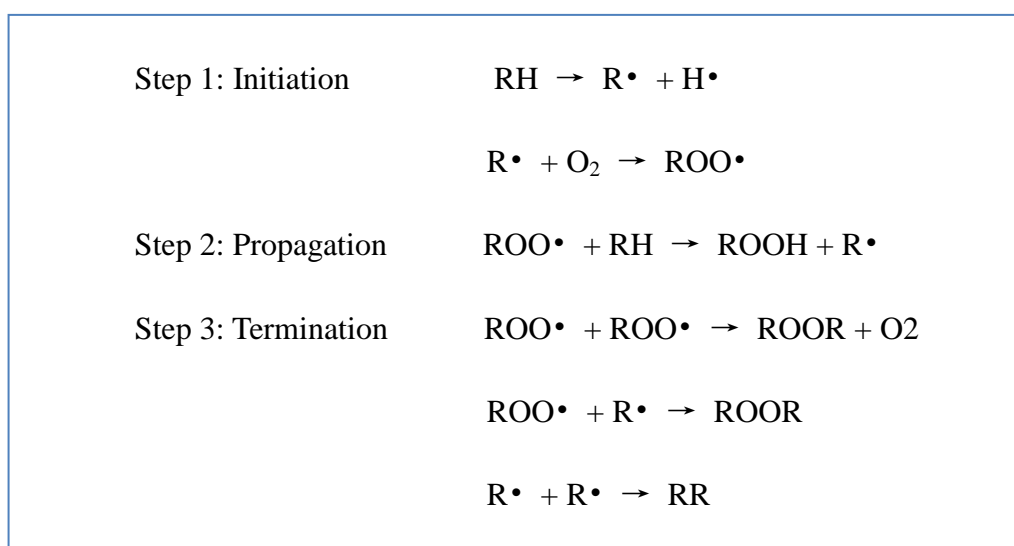 Step 1: Initiation RH → R• + H•
R• + O₂ → ROO•
Step 2: Propagation ROO• + RH → ROOH + R•
Step 3: Termination ROO• + ROO• → ROOR + O2
ROO• + R• → ROOR
R• + R• → RR